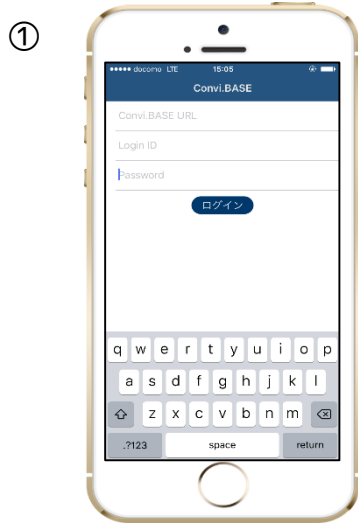 ①
docomo LTE 15:05
Convi.BASE
Convi.BASE URL
Login ID
Password
ログイン
q w e r t y u i o p
a s d f g h j k l
z x c v b n m
.?123 space return